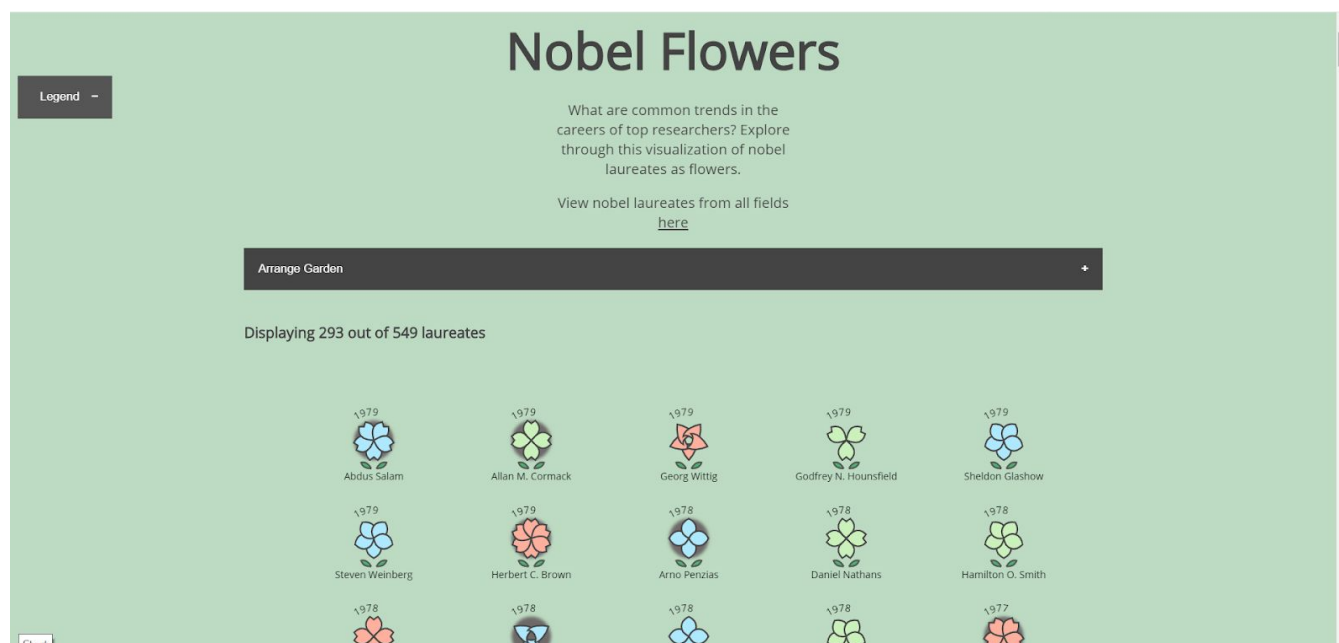 Nobel Flowers
Legend –
What are common trends in the
careers of top researchers? Explore
through this visualization of nobel
laureates as flowers.
View nobel laureates from all fields
here
Arrange Garden +
Displaying 293 out of 549 laureates
1979 1979 1979 1979 1979
Abdus Salam Allan M. Cormack Georg Wittig Godfrey N. Hounsfield Sheldon Glashow
1979 1979 1978 1978 1978
Steven Weinberg Herbert C. Brown Arno Penzias Daniel Nathans Hamilton O. Smith
1978 1978 1978 1978 1977